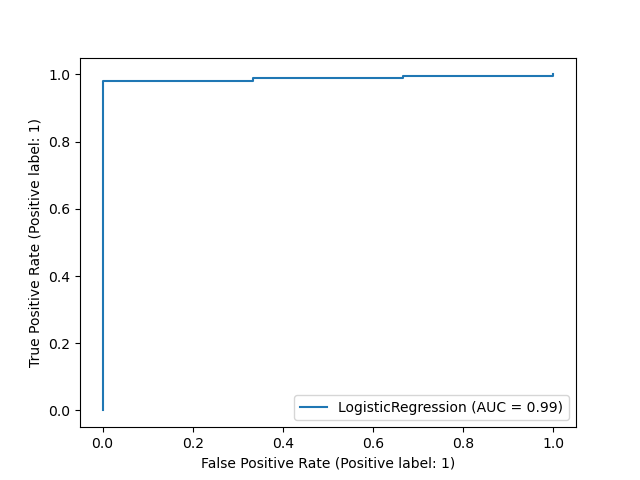 1.0
0.8
0.6
0.4
0.2
0.0
True Positive Rate (Positive label: 1)
LogisticRegression (AUC = 0.99)
0.0 0.2 0.4 0.6 0.8 1.0
False Positive Rate (Positive label: 1)